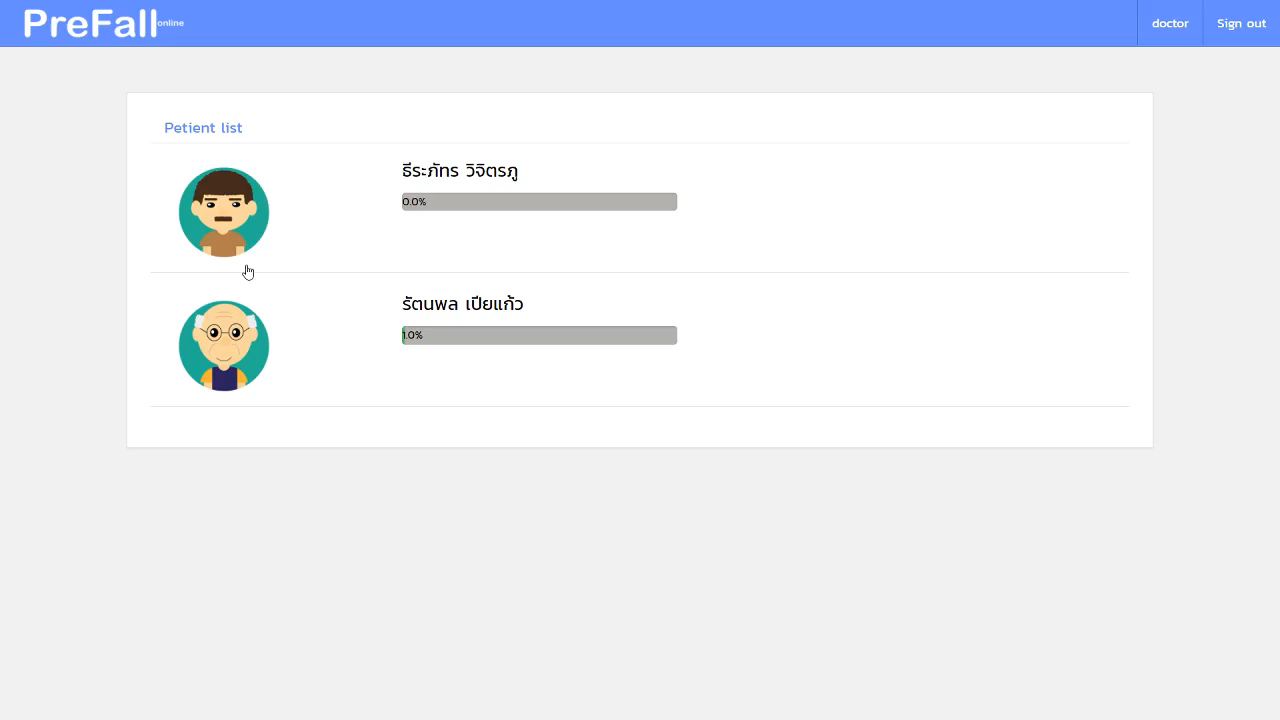 PreFall online
doctor
Sign out
Petient list
ธีระภัทร วิจิตรภู
0.0%
รัตนพล เปียแก้ว
1.0%